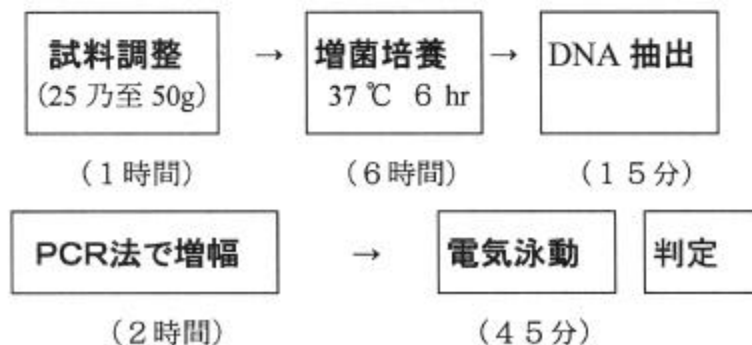 試料調整 → 増菌培養 → DNA 抽出
(25 乃至 50g) 37 ℃ 6 hr
(1時間) (6時間) (15分)
PCR法で増幅 → 電気泳動 判定
(2時間) (45分)